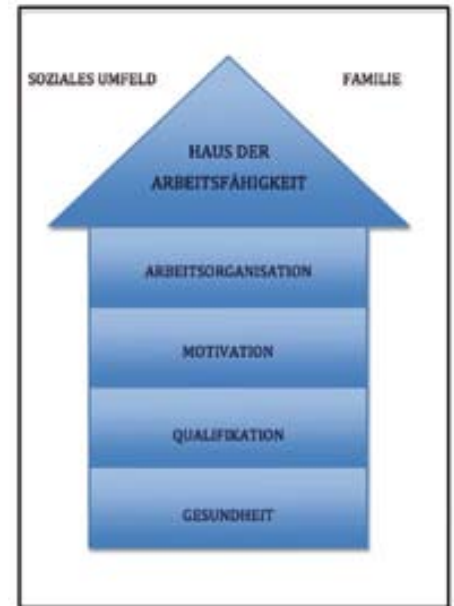 SOZIALES UMFELD
FAMILIE
HAUS DER
ARBEITSFÄHIGKEIT
ARBEITSORGANISATION
MOTIVATION
QUALIFIKATION
GESUNDHEIT